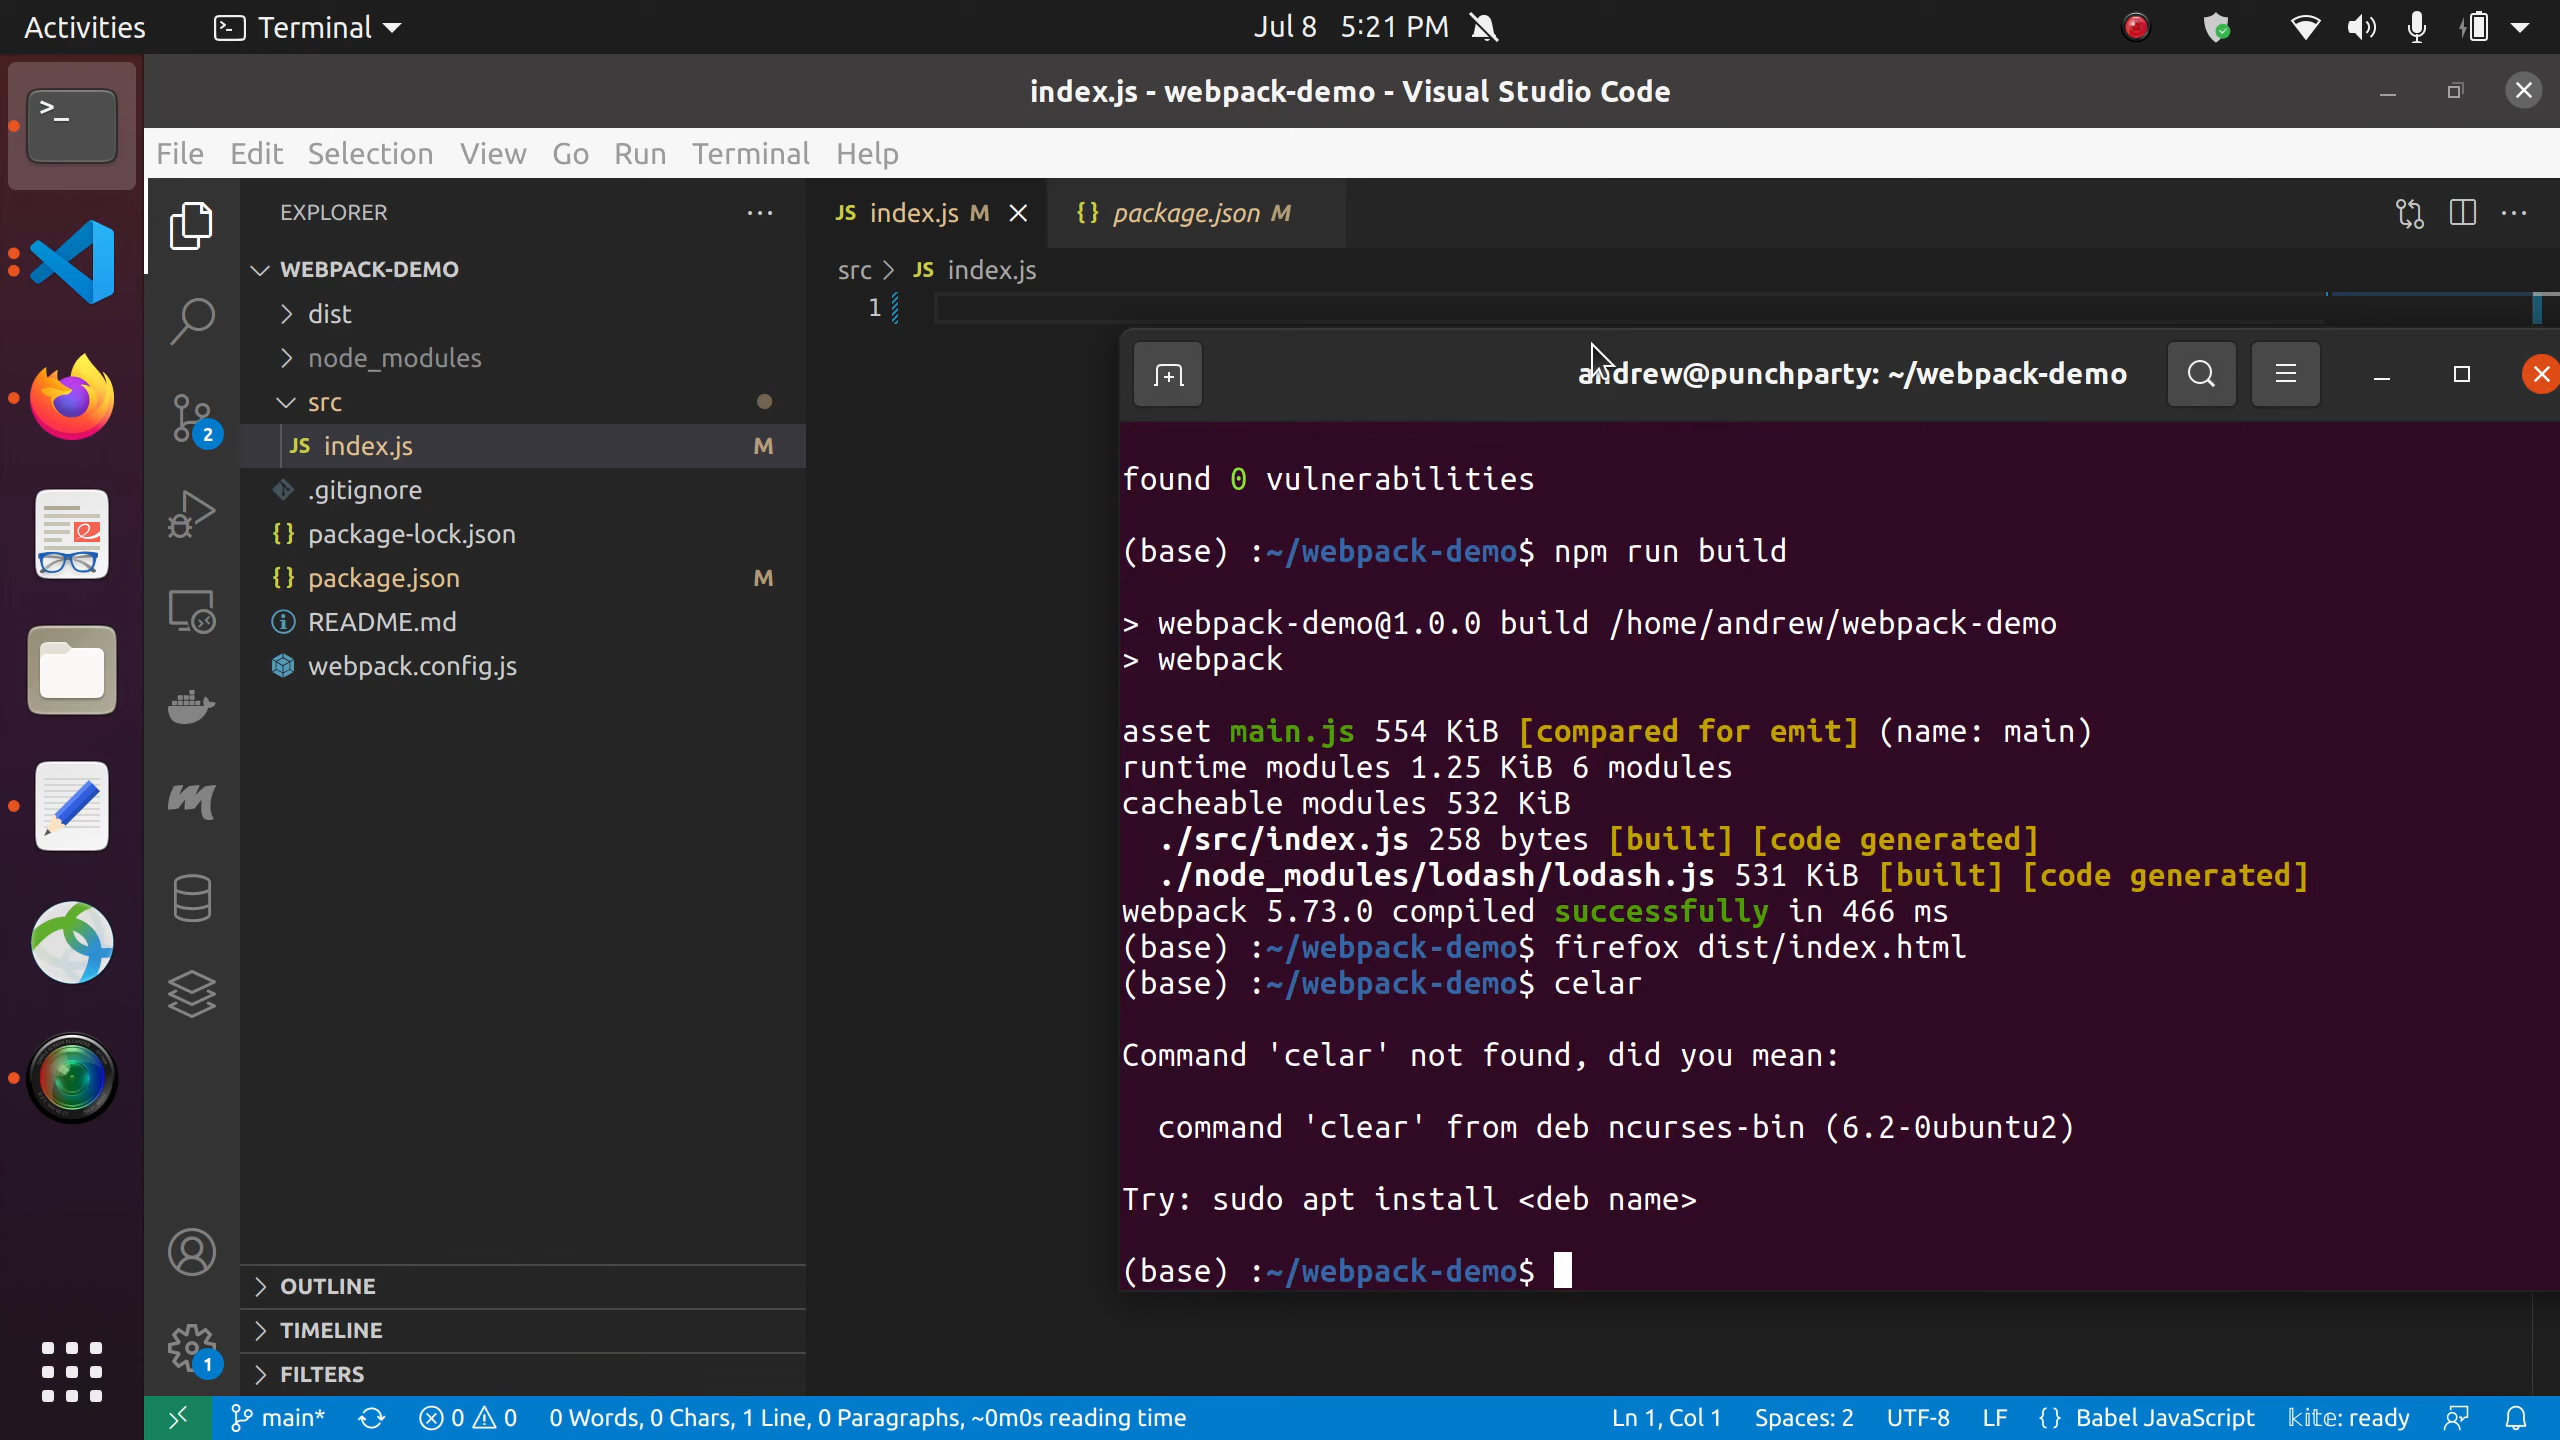 Activities Terminal Jul 8 5:21 PM
index.js - webpack-demo - Visual Studio Code
File Edit Selection View Go Run Terminal Help
EXPLORER
JS index.js M
{} package.json M
WEBPACK-DEMO
src > JS index.js
1
dist
node_modules
src
JS index.js M
.gitignore
{} package-lock.json
{} package.json M
README.md
webpack.config.js
2
OUTLINE
TIMELINE
FILTERS
1
andrew@punchparty: ~/webpack-demo
found 0 vulnerabilities
(base) :~/webpack-demo$ npm run build
> webpack-demo@1.0.0 build /home/andrew/webpack-demo
> webpack
asset main.js 554 KiB [compared for emit] (name: main)
runtime modules 1.25 KiB 6 modules
cacheable modules 532 KiB
./src/index.js 258 bytes [built] [code generated]
./node_modules/lodash/lodash.js 531 KiB [built] [code generated]
webpack 5.73.0 compiled successfully in 466 ms
(base) :~/webpack-demo$ firefox dist/index.html
(base) :~/webpack-demo$ celar
Command 'celar' not found, did you mean:
command 'clear' from deb ncurses-bin (6.2-0ubuntu2)
Try: sudo apt install <deb name>
(base) :~/webpack-demo$
main* 0 0 0 Words, 0 Chars, 1 Line, 0 Paragraphs, ~0m0s reading time Ln 1, Col 1 Spaces: 2 UTF-8 LF {} Babel JavaScript kite: ready